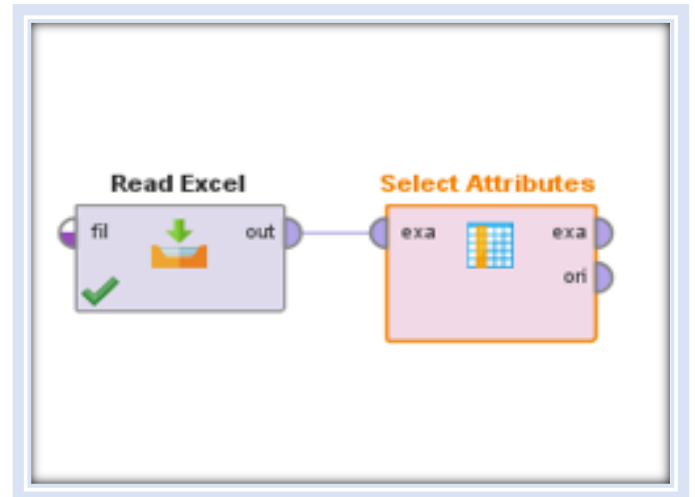 Read Excel
Select Attributes
fil
out
exa
exa
ori